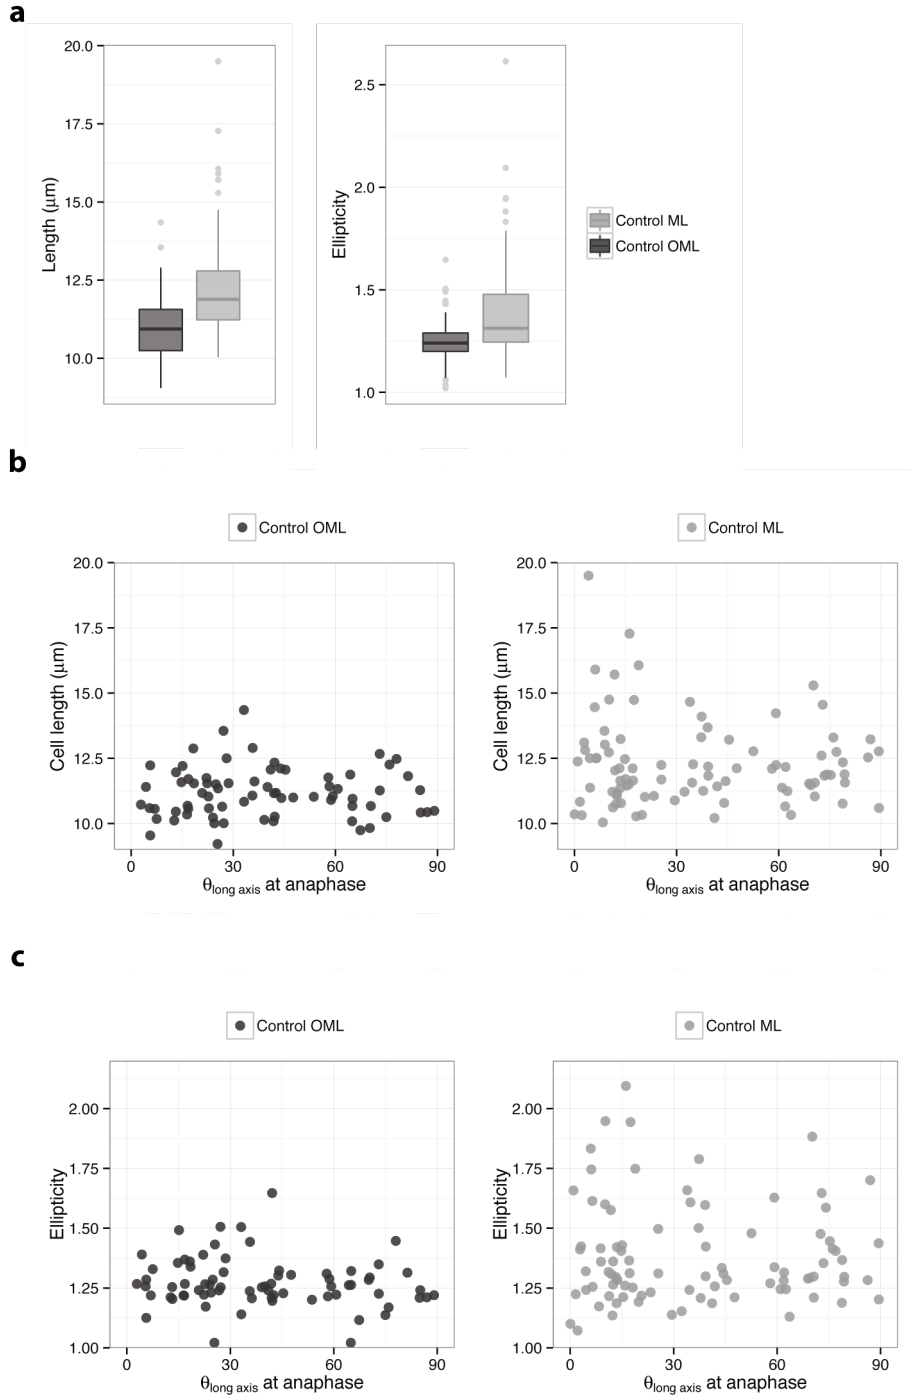 a
20.0
17.5
15.0
12.5
10.0
Length (μm)
2.5
2.0
1.5
1.0
Ellipticity
Control ML
Control OML
b
Control OML
20.0
17.5
15.0
12.5
10.0
Cell length (μm)
0 30 60 90
θlong axis at anaphase
Control ML
20.0
17.5
15.0
12.5
10.0
Cell length (μm)
0 30 60 90
θlong axis at anaphase
c
Control OML
2.00
1.75
1.50
1.25
1.00
Ellipticity
0 30 60 90
θlong axis at anaphase
Control ML
2.00
1.75
1.50
1.25
1.00
Ellipticity
0 30 60 90
θlong axis at anaphase